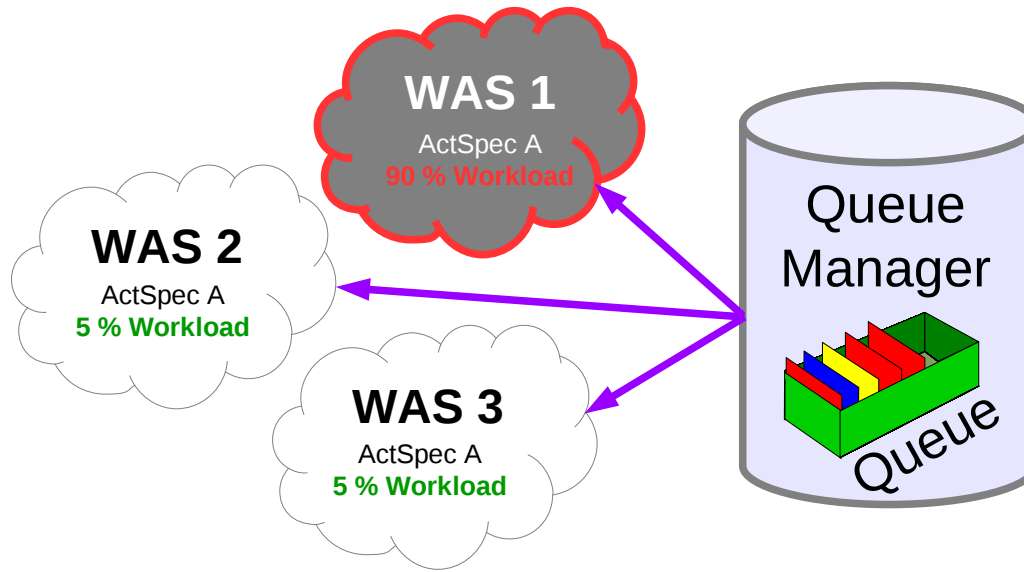 WAS 1
ActSpec A
90 % Workload
WAS 2
ActSpec A
5 % Workload
WAS 3
ActSpec A
5 % Workload
Queue
Manager
Queue